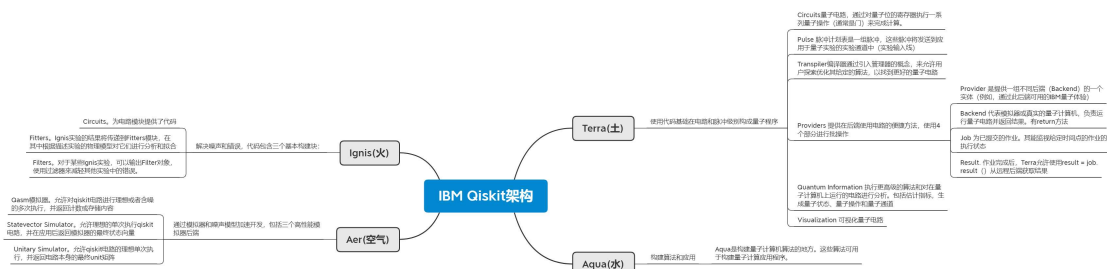 IBM Qiskit架构
Terra(土)
使用代码基础在电路和脉冲级别构成量子程序
Circuits量子电路，通过对量子位的寄存器执行一系
列量子操作（通常是门）来完成计算。
Pulse 脉冲计划表是一组脉冲，这些脉冲将发送到应
用于量子实验的实验通道中（实验输入线）
Transpiler编译器通过引入管理器的概念，来允许用
户探索优化其给定的算法，以找到更好的量子电路
Providers 提供在后端使用电路的便捷方法，使用4
个部分进行批操作
Provider 是提供一组不同后端（Backend）的一个
实体（例如，通过此后端可用的IBM量子体验）
Backend 代表模拟器或真实的量子计算机，负责运
行量子电路并返回结果。有return方法
Job 为已提交的作业。其能监视给定时间点的作业的
执行状态
Result. 作业完成后，Terra允许使用result = job.
result（）从远程后端获取结果
Quantum Information 执行更高级的算法和对在量
子计算机上运行的电路进行分析。包括估计指标，生
成量子状态，量子操作和量子通道
Visualization 可视化量子电路
Aqua(水)
构建算法和应用
Aqua是构建量子计算机算法的地方。这些算法可用
于构建量子计算应用程序。
Ignis(火)
解决噪声和错误，代码包含三个基本构块:
Circuits。为电路模块提供了代码
Fitters。Ignis实验的结果将传递到Fitters模块，在
其中根据描述实验的物理模型对它们进行分析和拟合
Filters。对于某些Ignis实验，可以输出Filter对象，
使用过滤器来减轻其他实验中的错误。
Aer(空气)
通过模拟器和噪声模型加速开发，包括三个高性能模
拟器后端
Qasm模拟器。允许对qiskit电路进行理想或者含噪
的多次执行，并返回计数或存储内容
Statevector Simulator。允许理想的单次执行qiskit
电路，并在应用后返回模拟器的最终状态向量
Unitary Simulator。允许qiskit电路的理想单次执
行，并返回电路本身的最终unit矩阵